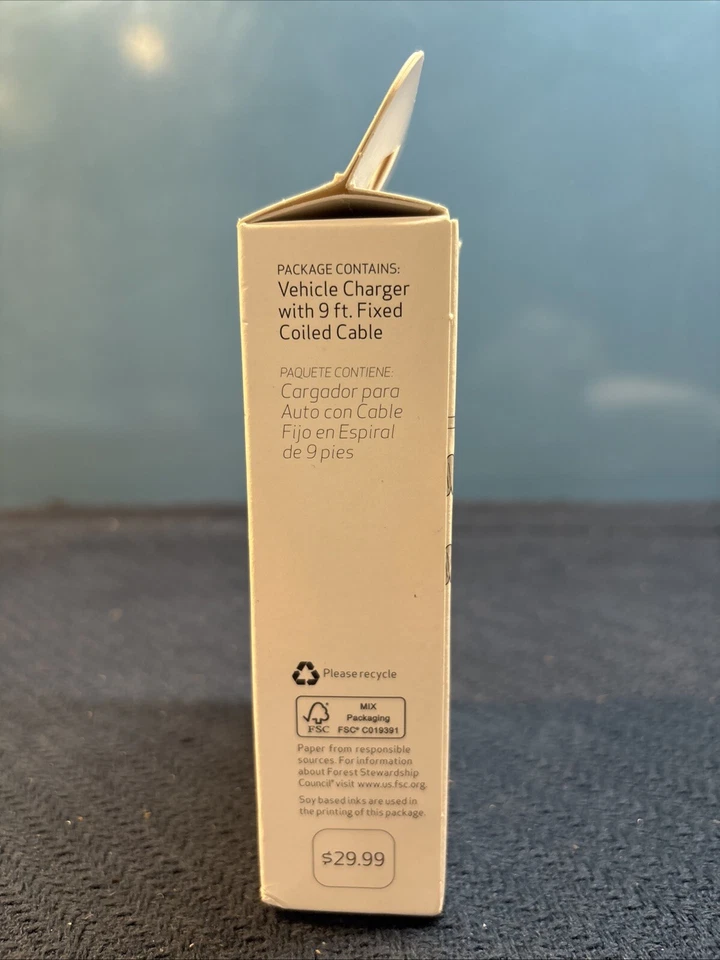 PACKAGE CONTAINS:
Vehicle Charger
with 9 ft. Fixed
Coiled Cable
PAQUETE CONTIENE:
Cargador para
Auto con Cable
Fijo en Espiral
de 9 pies
Please recycle
MIX
Packaging
FSC
FSC® C019391
Paper from responsible
sources. For information
about Forest Stewardship
Council® visit www.us.fsc.org.
Soy based inks are used in
the printing of this package.
$29.99